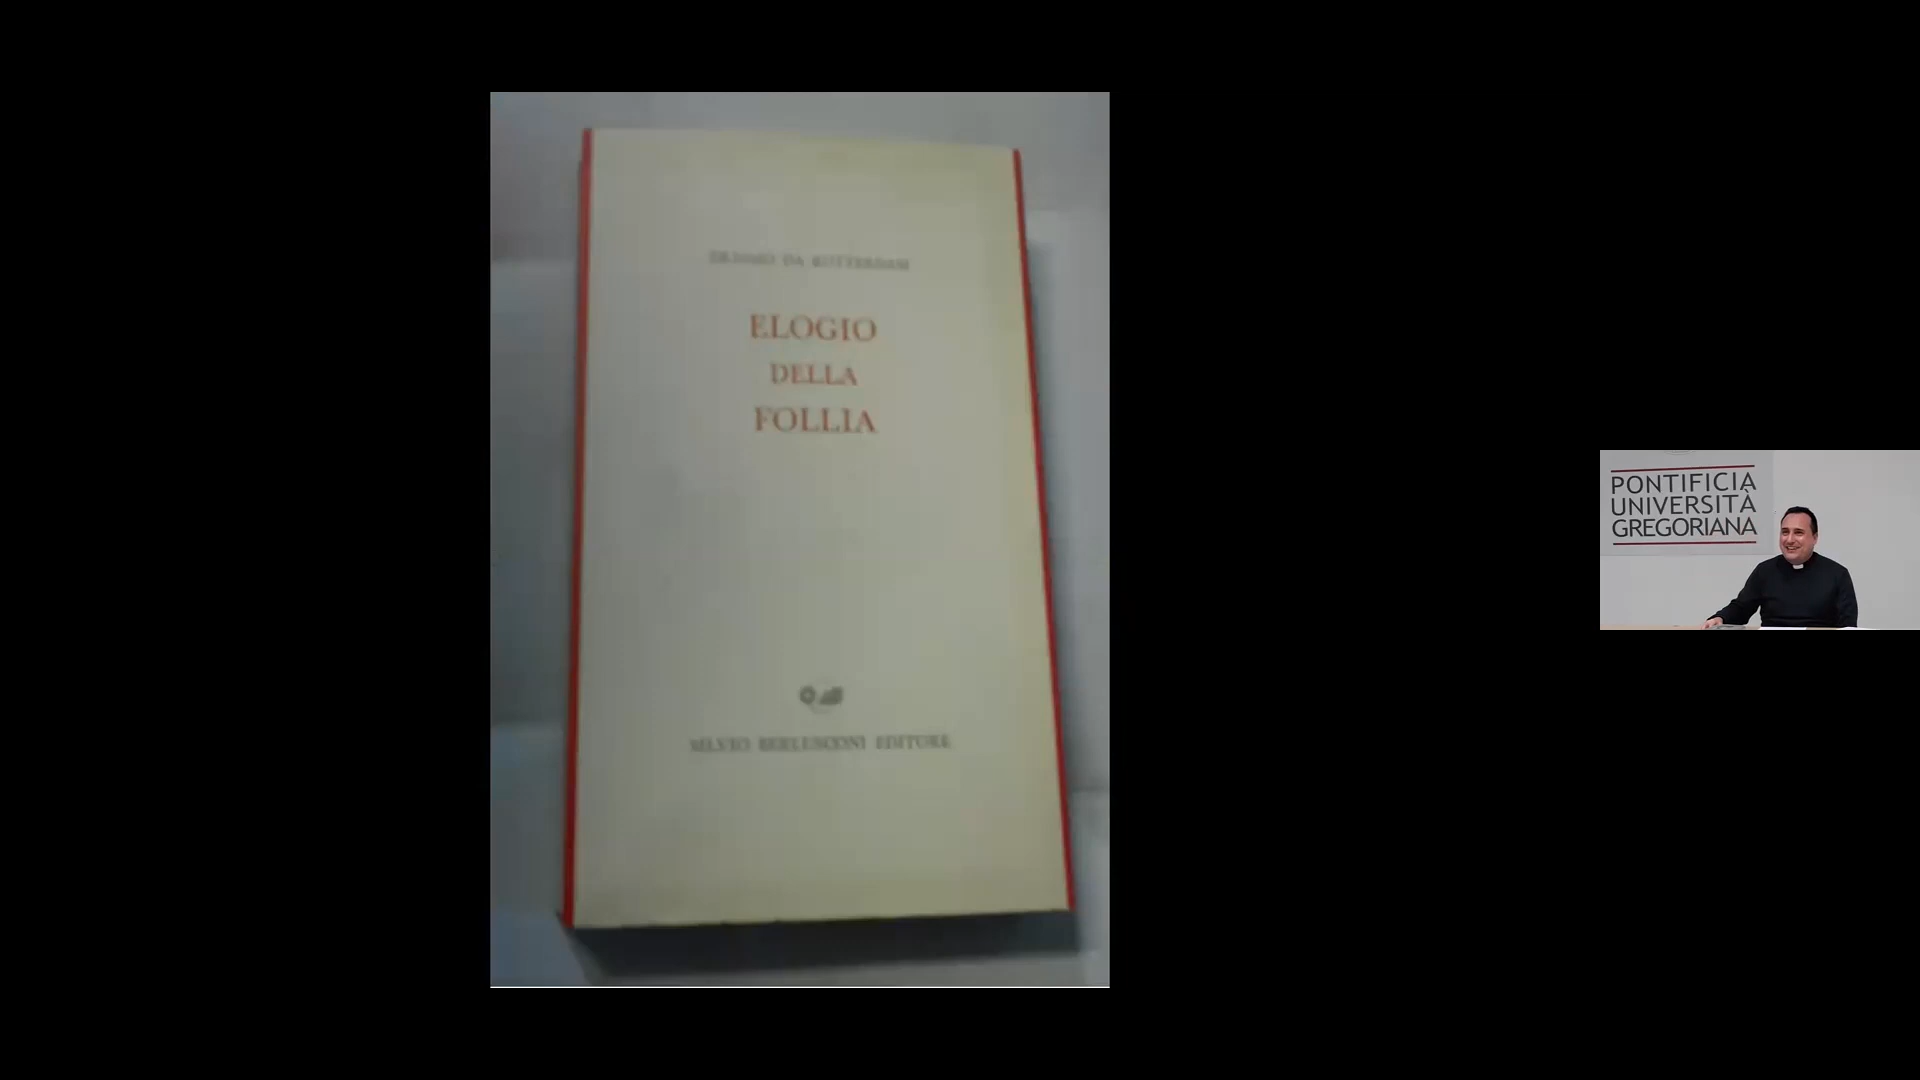 ERASMO DA ROTTERDAM
ELOGIO
DELLA
FOLLIA
SILVIO BERLUSCONI EDITORE
PONTIFICIA
UNIVERSITÀ
GREGORIANA